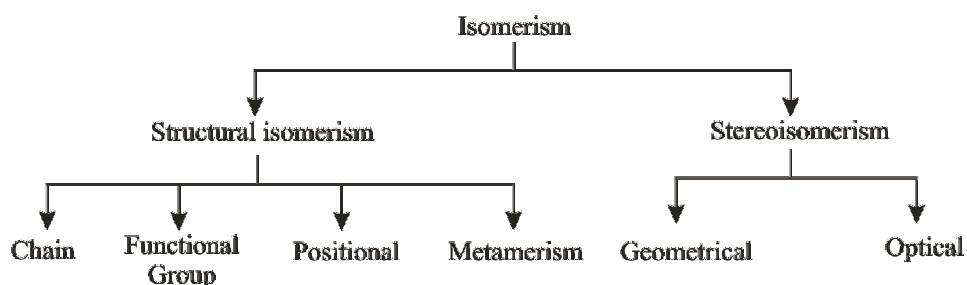 Isomerism
Structural isomerism
Stereoisomerism
Chain
Functional
Group
Positional
Metamerism
Geometrical
Optical